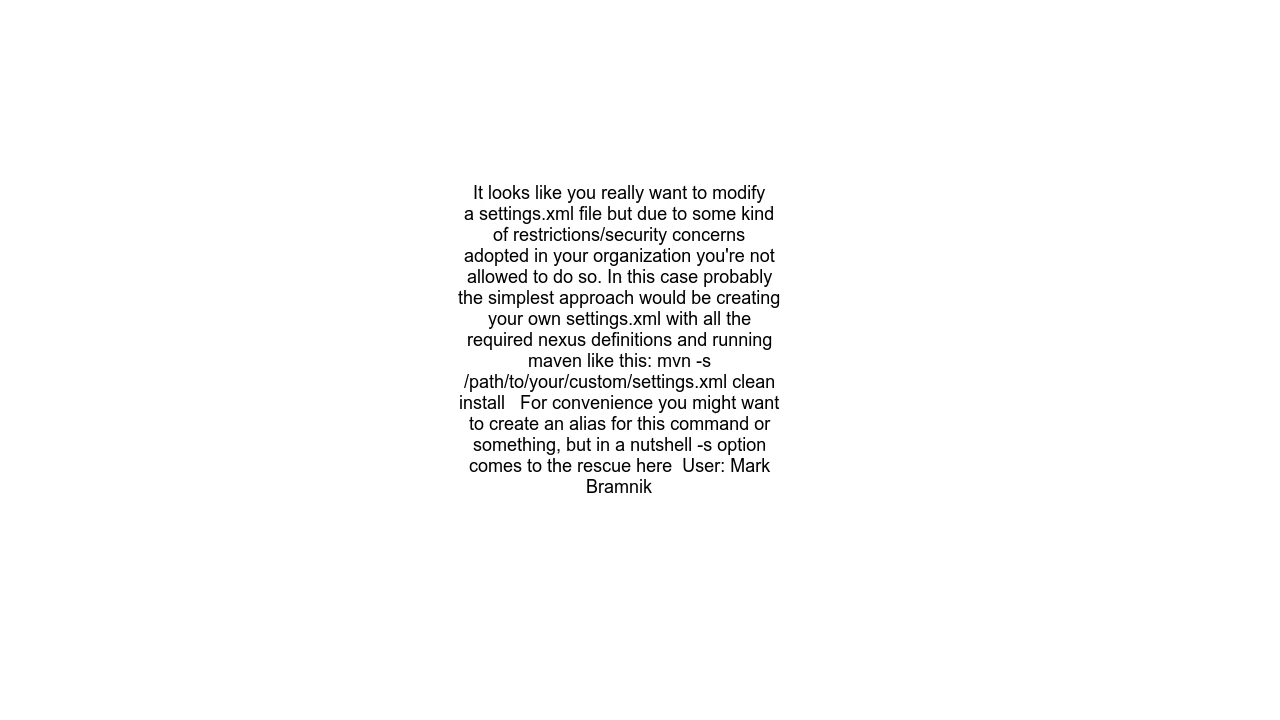 It looks like you really want to modify
a settings.xml file but due to some kind
of restrictions/security concerns
adopted in your organization you're not
allowed to do so. In this case probably
the simplest approach would be creating
your own settings.xml with all the
required nexus definitions and running
maven like this: mvn -s
/path/to/your/custom/settings.xml clean
install   For convenience you might want
to create an alias for this command or
something, but in a nutshell -s option
comes to the rescue here  User: Mark
Bramnik